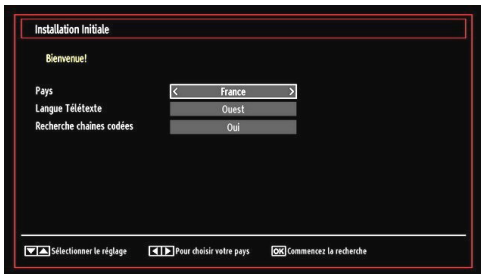 Installation Initiale
Bienvenue!
Pays < France >
Langue Télétexte Ouest
Recherche chaînes codées Oui
▼▲ Sélectionner le réglage ◄► Pour choisir votre pays OK Commencez la recherche